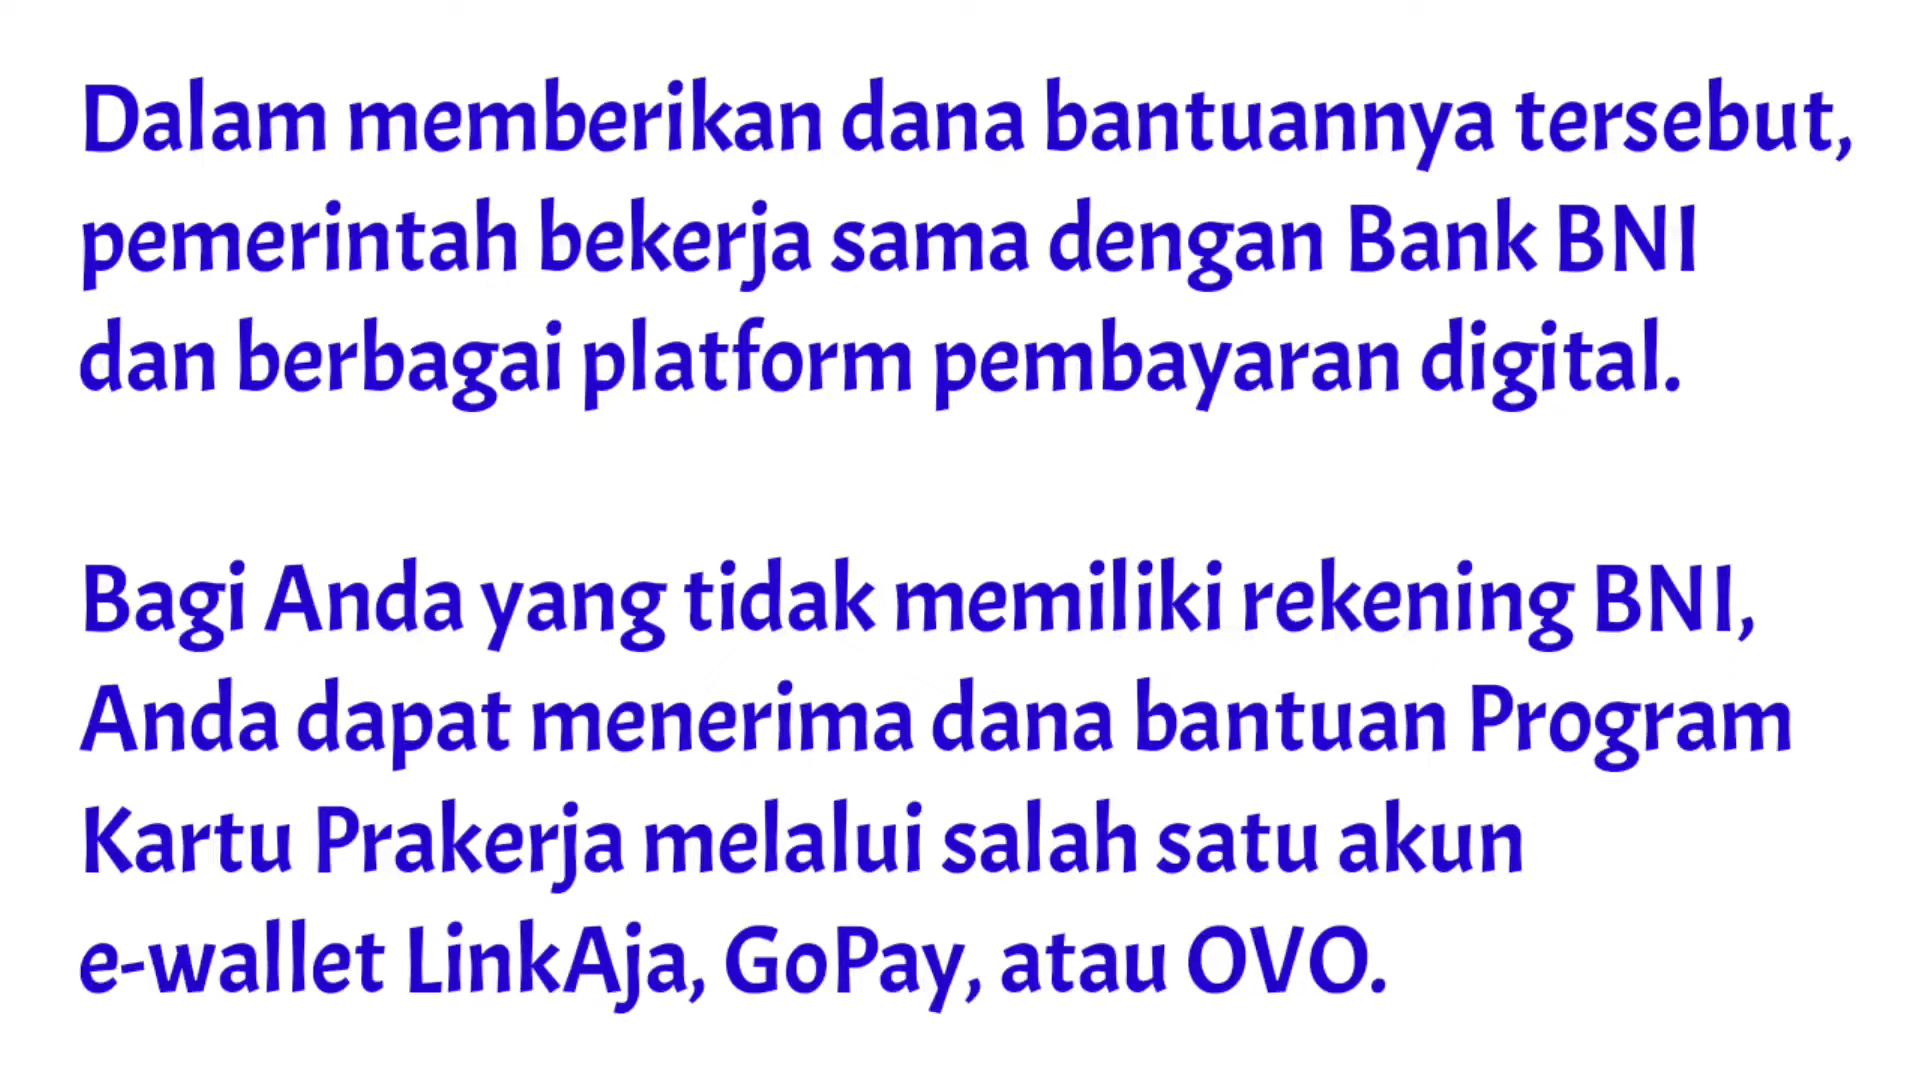 Dalam memberikan dana bantuannya tersebut,
pemerintah bekerja sama dengan Bank BNI
dan berbagai platform pembayaran digital.
Bagi Anda yang tidak memiliki rekening BNI,
Anda dapat menerima dana bantuan Program
Kartu Prakerja melalui salah satu akun
e-wallet LinkAja, GoPay, atau OVO.